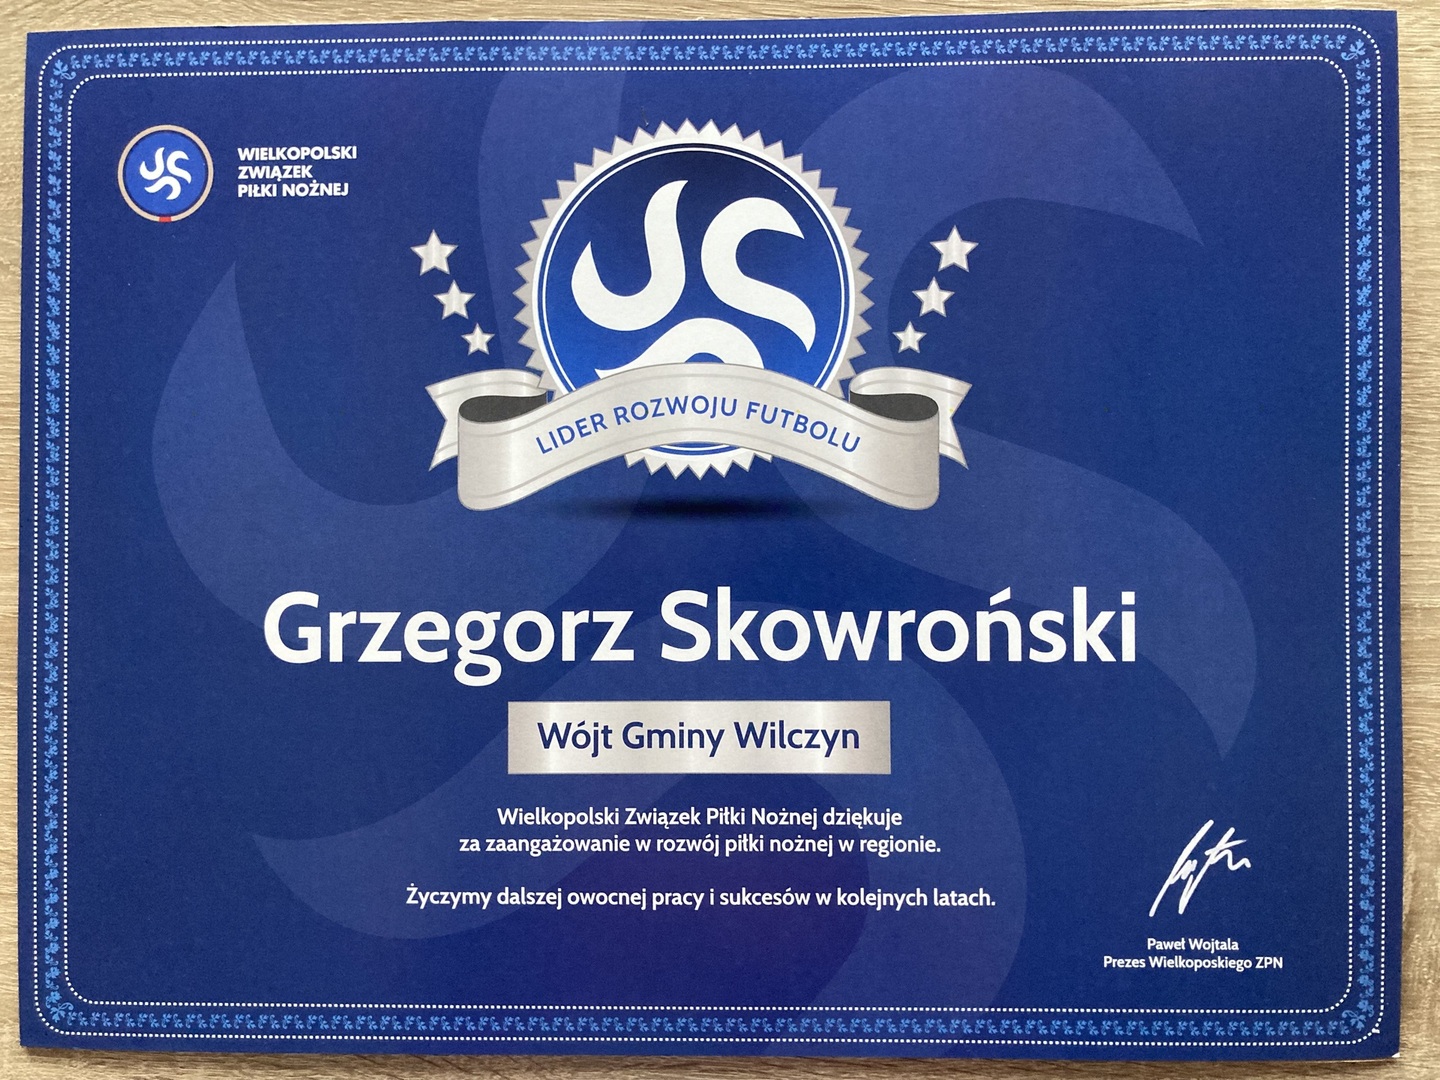 WIELKOPOLSKI
ZWIĄZEK
PIŁKI NOŻNEJ
LIDER ROZWOJU FUTBOLU
Grzegorz Skowroński
Wójt Gminy Wilczyn
Wielkopolski Związek Piłki Nożnej dziękuje
za zaangażowanie w rozwój piłki nożnej w regionie.
Życzymy dalszej owocnej pracy i sukcesów w kolejnych latach.
Paweł Wojtala
Prezes Wielkoposkiego ZPN